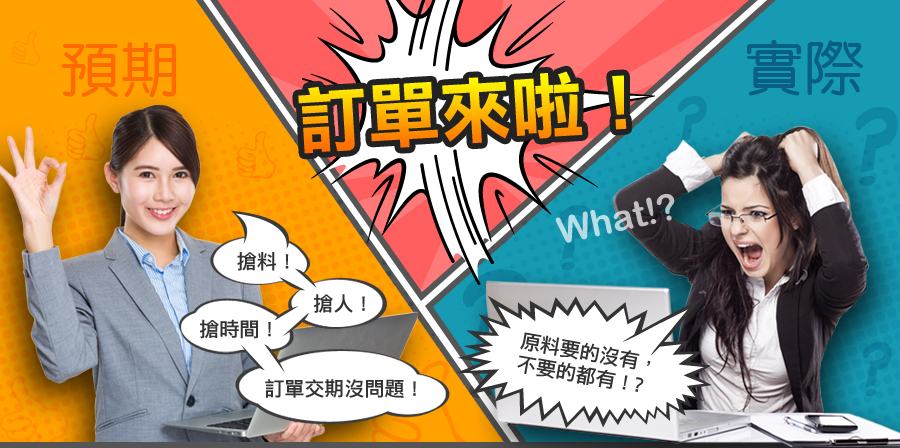 預期
訂單來啦！
實際
What!?
搶料！
搶人！
搶時間！
訂單交期沒問題！
原料要的沒有，
不要的都有！?